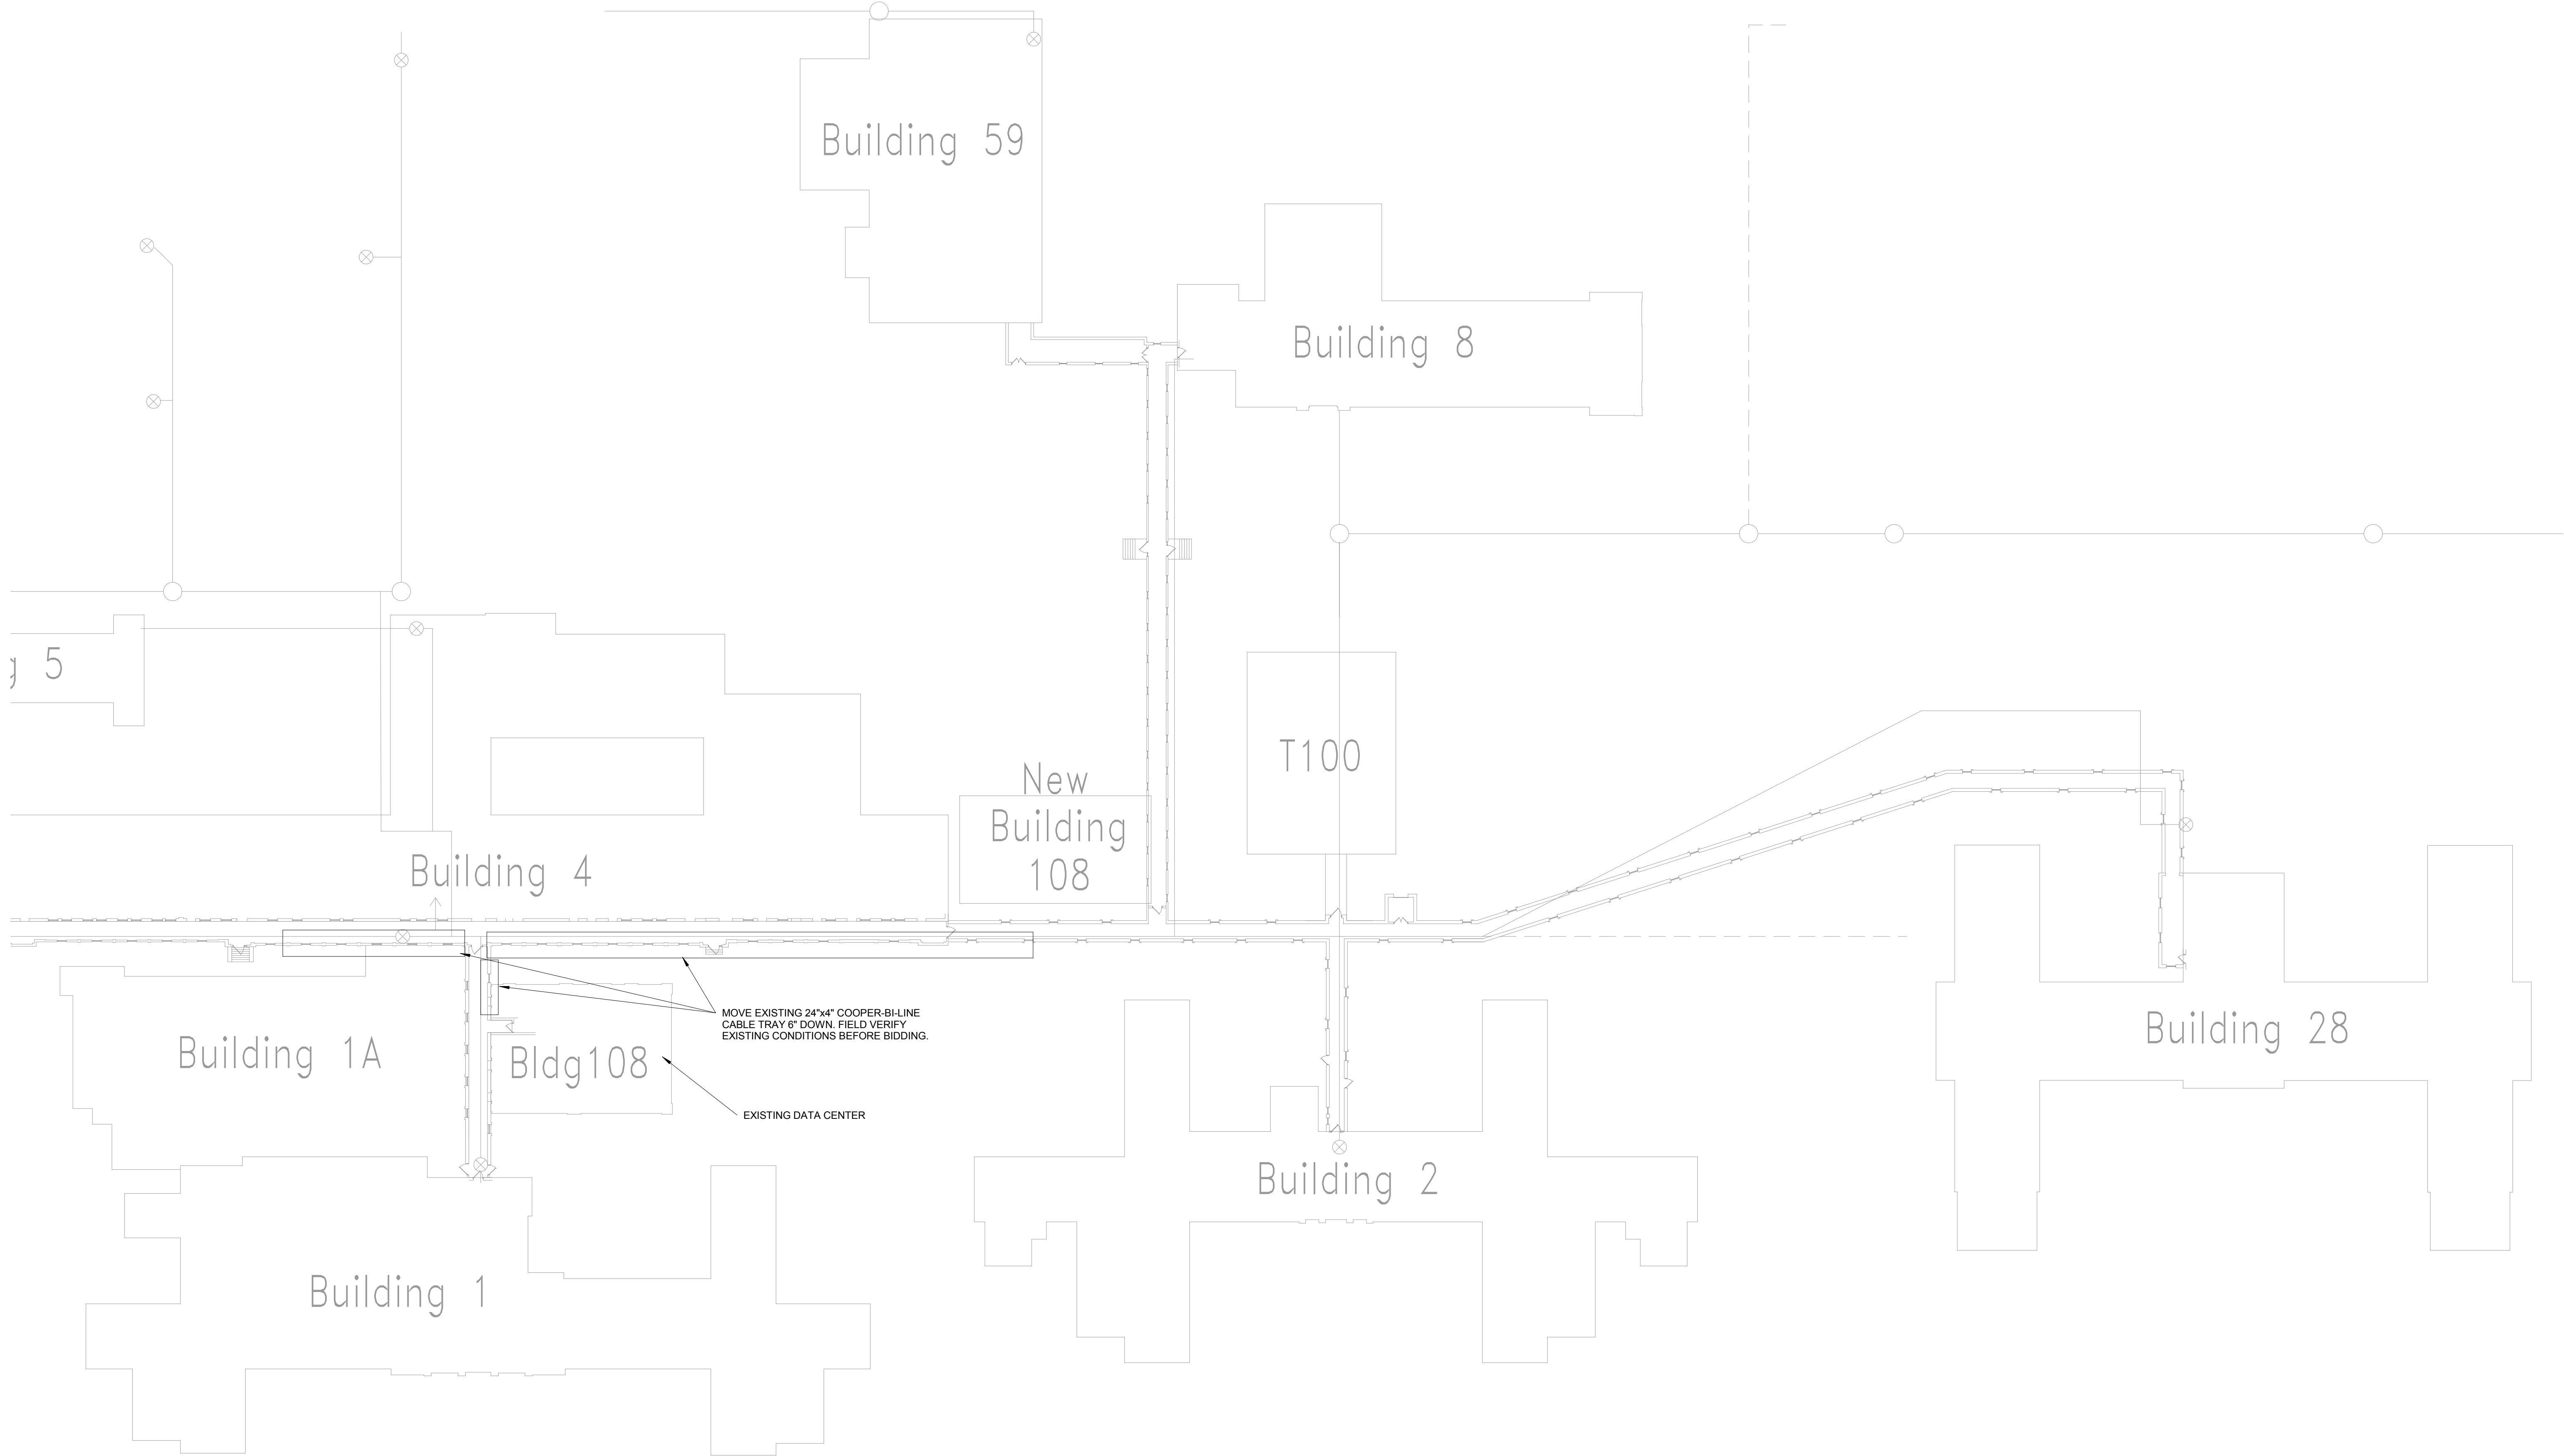 Building 59
Building 8
g 5
T100
New
Building
108
Building 4
MOVE EXISTING 24"x4" COOPER-BI-LINE
CABLE TRAY 6" DOWN. FIELD VERIFY
EXISTING CONDITIONS BEFORE BIDDING.
Building 28
Building 1A
Bldg108
EXISTING DATA CENTER
Building 2
Building 1